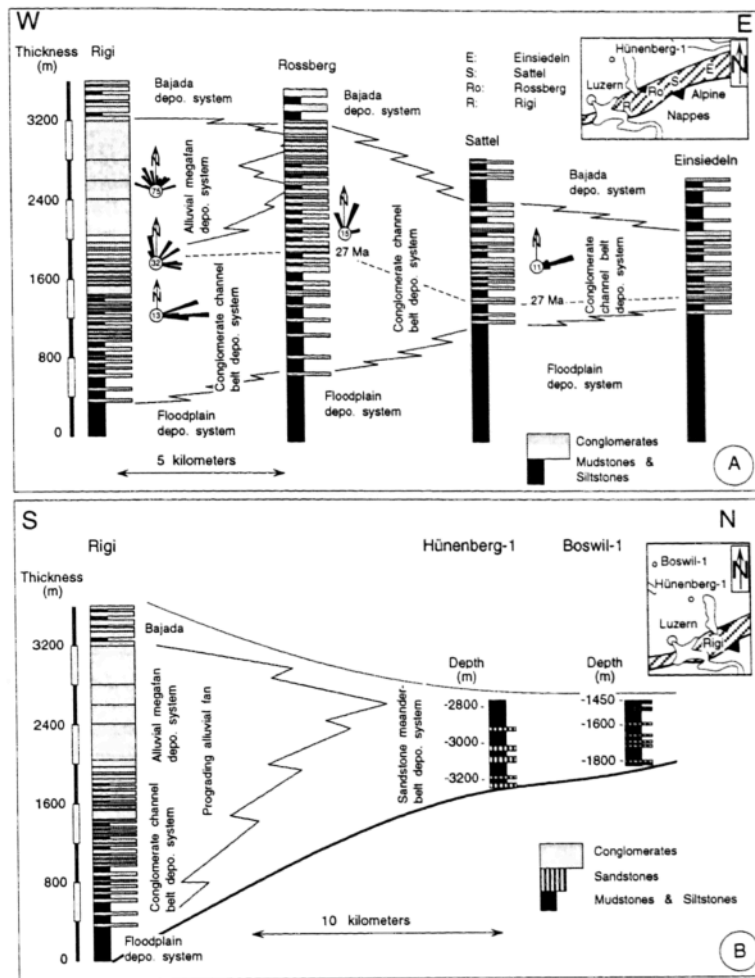 W
E
Thickness
(m)
Rigi
Bajada
depo. system
Rossberg
Bajada
depo. system
E: Einsiedeln
S: Sattel
Ro: Rossberg
R: Rigi
Hünenberg-1
N
Luzern
R
Ro
S
E
Alpine
Nappes
Sattel
Einsiedeln
Bajada
depo. system
3200
2400
1600
800
0
Alluvial megafan
depo. system
N
75
N
32
N
13
Conglomerate channel
belt depo. system
Floodplain
depo. system
N
15
27 Ma
Conglomerate channel
belt depo. system
Floodplain
depo. system
N
11
27 Ma
Conglomerate
channel belt
depo. system
Floodplain
depo. system
5 kilometers
Conglomerates
Mudstones &
Siltstones
A
S
N
Rigi
Hünenberg-1
Boswil-1
N
Boswil-1
Hünenberg-1
Luzern
Rigi
Thickness
(m)
3200
2400
1600
800
0
Bajada
Alluvial megafan
depo. system
Conglomerate channel
belt depo. system
Prograding alluvial fan
Floodplain
depo. system
Sandstone meander-
belt depo. system
Depth
(m)
-2800
-3000
-3200
Depth
(m)
-1450
-1600
-1800
10 kilometers
Conglomerates
Sandstones
Mudstones & Siltstones
B